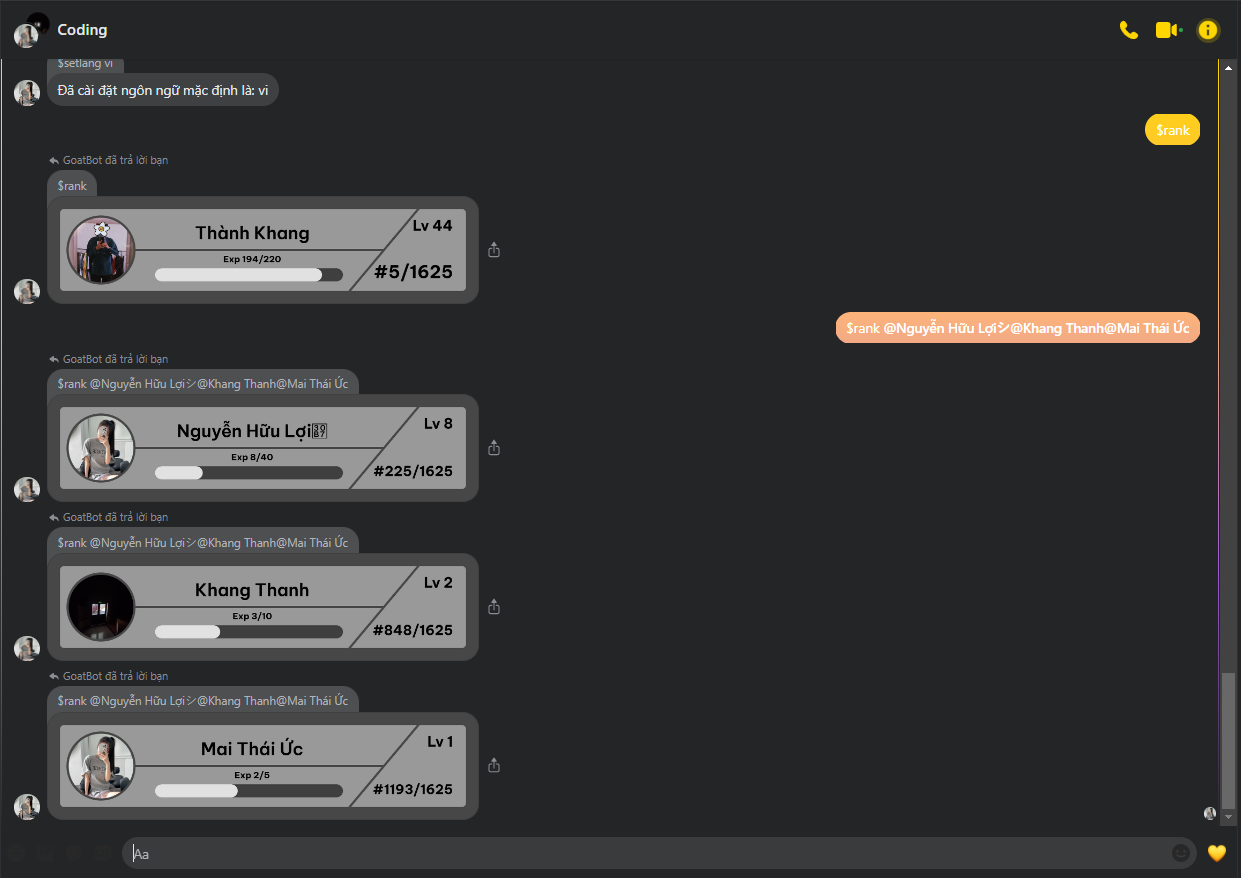 Coding
$setlang vi
Đã cài đặt ngôn ngữ mặc định là: vi
$rank
GoatBot đã trả lời bạn
$rank
Thành Khang
Lv 44
Exp 194/220
#5/1625
$rank @Nguyễn Hữu Lợiシ@Khang Thanh@Mai Thái Ức
GoatBot đã trả lời bạn
$rank @Nguyễn Hữu Lợiシ@Khang Thanh@Mai Thái Ức
Nguyễn Hữu Lợi
Lv 8
Exp 8/40
#225/1625
GoatBot đã trả lời bạn
$rank @Nguyễn Hữu Lợiシ@Khang Thanh@Mai Thái Ức
Khang Thanh
Lv 2
Exp 3/10
#848/1625
GoatBot đã trả lời bạn
$rank @Nguyễn Hữu Lợiシ@Khang Thanh@Mai Thái Ức
Mai Thái Ức
Lv 1
Exp 2/5
#1193/1625
Aa